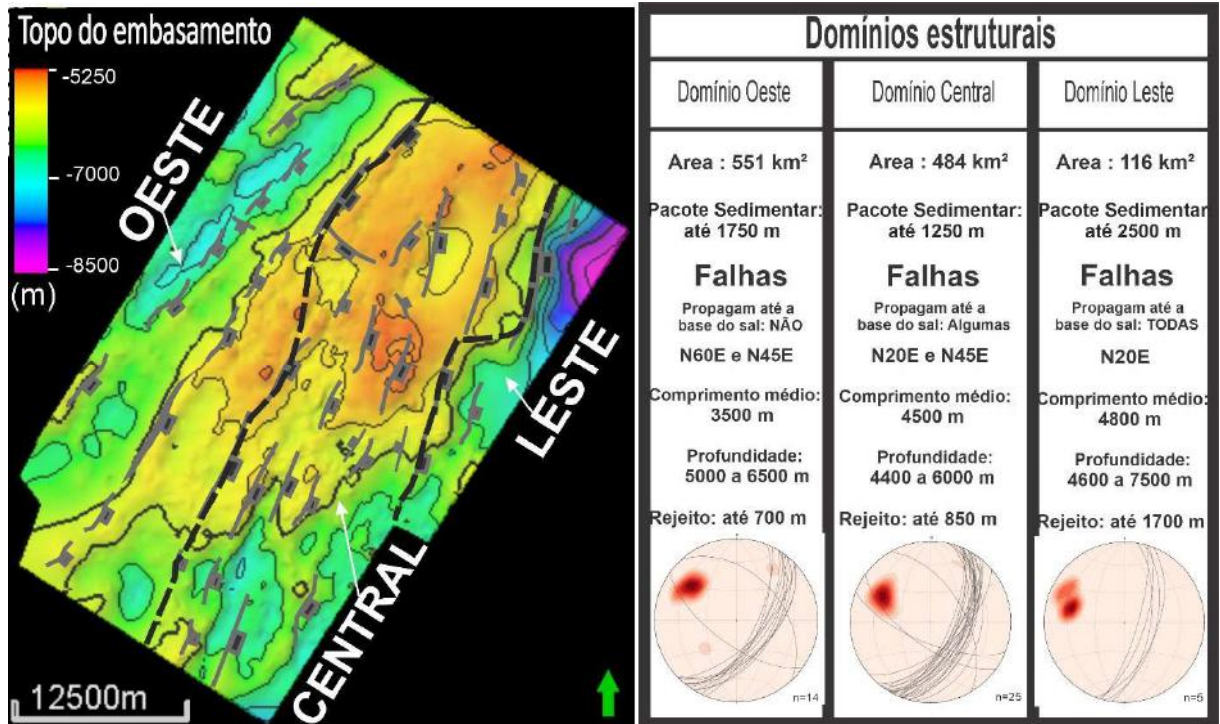 Topo do embasamento
-5250
-7000
-8500
(m)
OESTE
LESTE
CENTRAL
12500m
Domínios estruturais
Domínio Oeste
Area : 551 km²
Pacote Sedimentar:
até 1750 m
Falhas
Propagam até a
base do sal: NÃO
N60E e N45E
Comprimento médio:
3500 m
Profundidade:
5000 a 6500 m
Rejeito: até 700 m
n=14
Domínio Central
Area : 484 km²
Pacote Sedimentar:
até 1250 m
Falhas
Propagam até a
base do sal: Algumas
N20E e N45E
Comprimento médio:
4500 m
Profundidade:
4400 a 6000 m
Rejeito: até 850 m
n=25
Domínio Leste
Area : 116 km²
Pacote Sedimentar:
até 2500 m
Falhas
Propagam até a
base do sal: TODAS
N20E
Comprimento médio:
4800 m
Profundidade:
4600 a 7500 m
Rejeito: até 1700 m
n=5